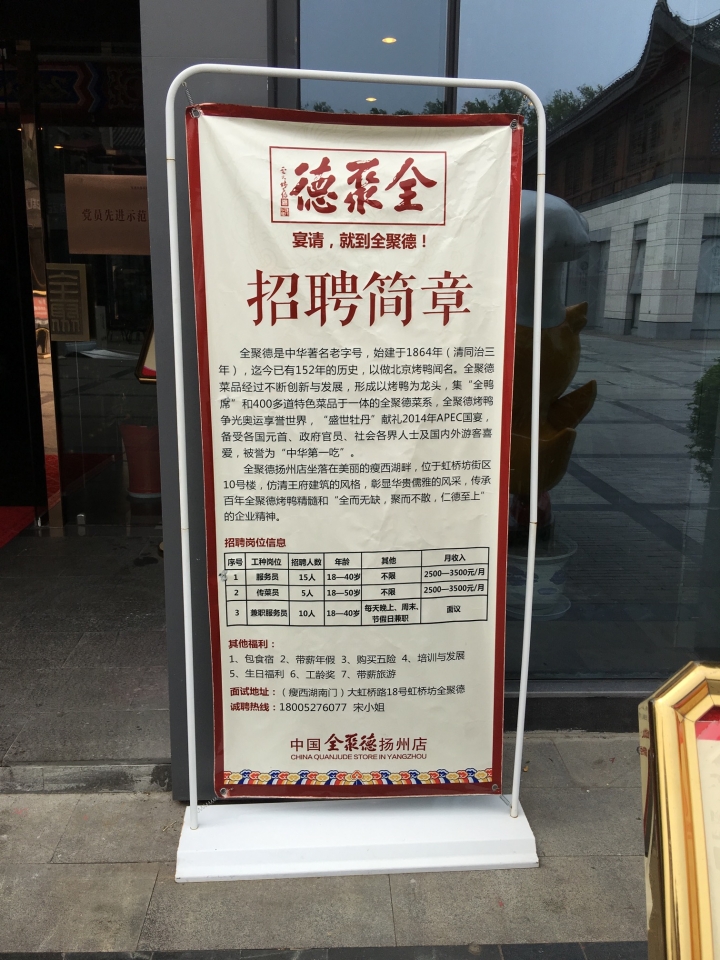 全聚德
宴请，就到全聚德！
招聘简章
全聚德是中华著名老字号，始建于1864年（清同治三
年），迄今已有152年的历史，以做北京烤鸭闻名。全聚德
菜品经过不断创新与发展，形成以烤鸭为龙头，集“全鸭
席”和400多道特色菜品于一体的全聚德菜系，全聚德烤鸭
争光奥运享誉世界，“盛世牡丹”献礼2014年APEC国宴，
备受各国元首、政府官员、社会各界人士及国内外游客喜
爱，被誉为“中华第一吃”。
全聚德扬州店坐落在美丽的瘦西湖畔，位于虹桥坊街区
10号楼，仿清王府建筑的风格，彰显华贵儒雅的风采，传承
百年全聚德烤鸭精髓和“全而无缺，聚而不散，仁德至上”
的企业精神。
招聘岗位信息
序号 工种岗位 招聘人数 年龄 其他 月收入
1 服务员 15人 18—40岁 不限 2500—3500元/月
2 传菜员 5人 18—50岁 不限 2500—3500元/月
3 兼职服务员 10人 18—40岁 每天晚上、周末、节假日兼职 面议
其他福利：
1、包食宿 2、带薪年假 3、购买五险 4、培训与发展
5、生日福利 6、工龄奖 7、带薪旅游
面试地址：（瘦西湖南门）大虹桥路18号虹桥坊全聚德
诚聘热线：18005276077 宋小姐
中国全聚德扬州店
CHINA QUANJUDE STORE IN YANGZHOU
党员先进示范